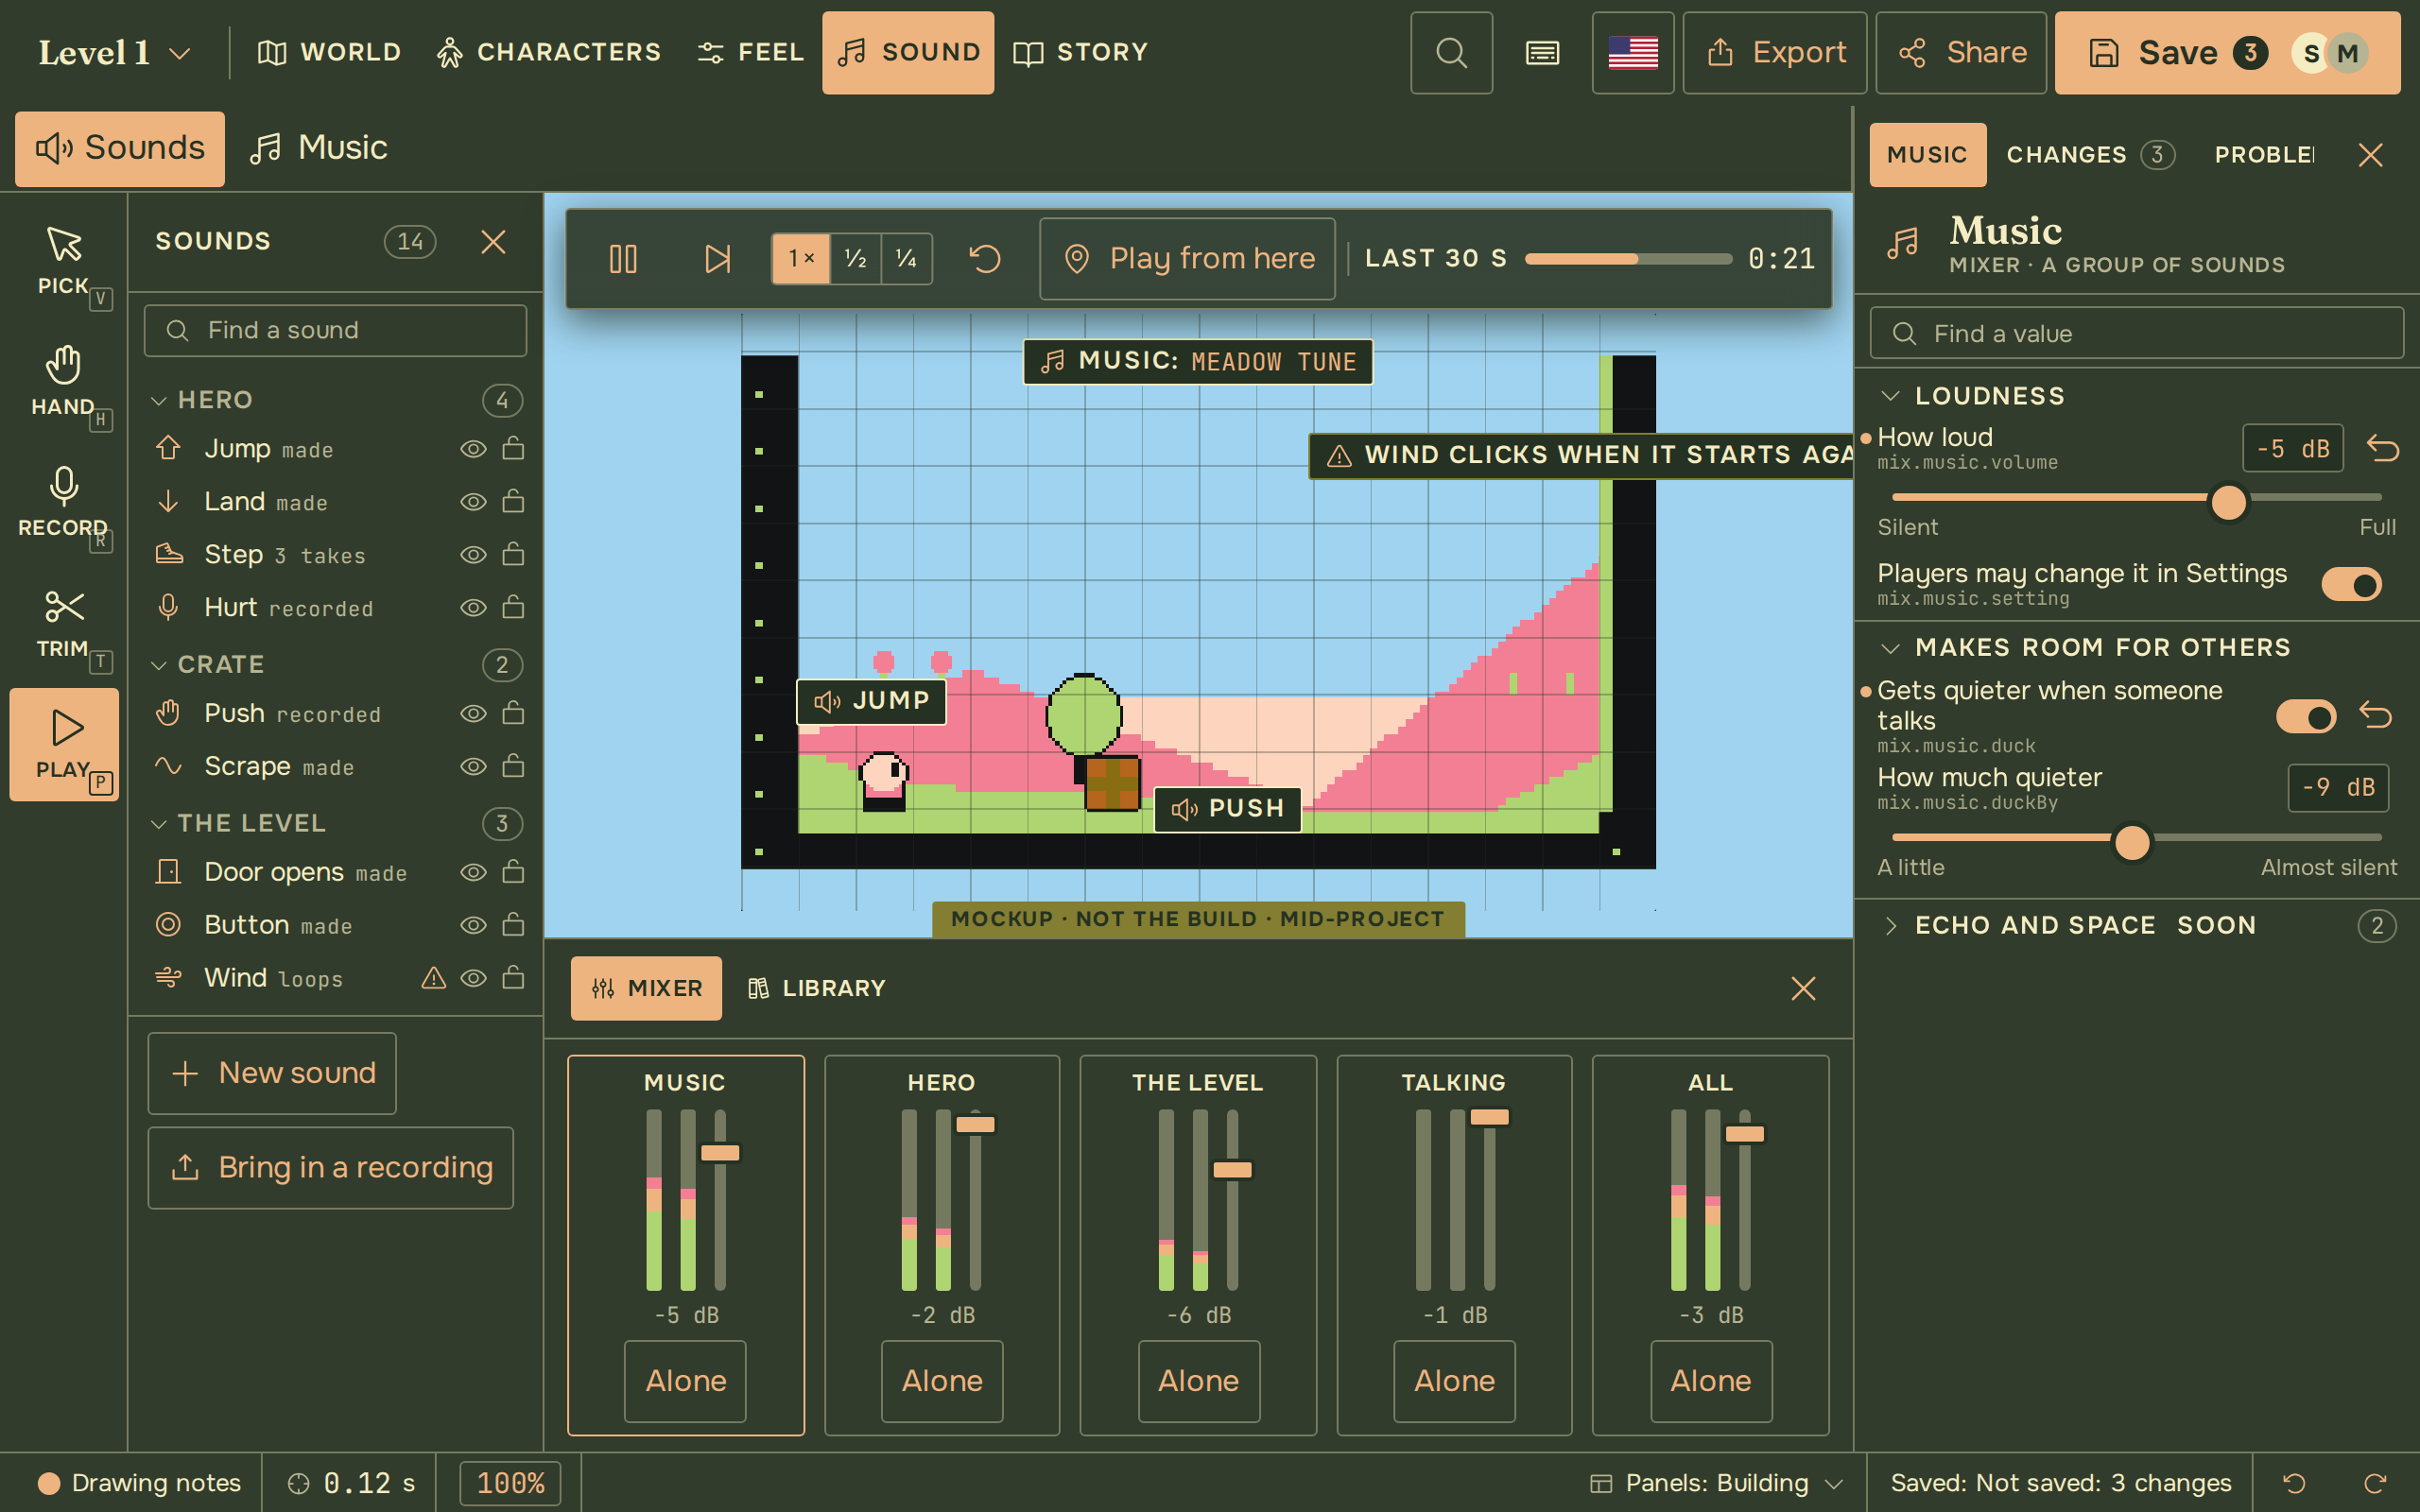 Level 1
WORLD
CHARACTERS
FEEL
SOUND
STORY
Export
Share
Save 3 S M
Sounds
Music
MUSIC
CHANGES 3
PICK V
HAND H
RECORD R
TRIM T
PLAY P
SOUNDS 14
Find a sound
HERO 4
Jump made
Land made
Step 3 takes
Hurt recorded
CRATE 2
Push recorded
Scrape made
THE LEVEL 3
Door opens made
Button made
Wind loops
New sound
Bring in a recording
1× ½ ¼
Play from here
LAST 30 S
0:21
MUSIC: MEADOW TUNE
WIND CLICKS WHEN IT STARTS
JUMP
PUSH
MOCKUP · NOT THE BUILD · MID-PROJECT
MIXER
LIBRARY
MUSIC
-5 dB
Alone
HERO
-2 dB
Alone
THE LEVEL
-6 dB
Alone
TALKING
-1 dB
Alone
ALL
-3 dB
Alone
Music
MIXER · A GROUP OF SOUNDS
Find a value
LOUDNESS
How loud
mix.music.volume
-5 dB
Silent
Full
Players may change it in Settings
mix.music.setting
MAKES ROOM FOR OTHERS
Gets quieter when someone
talks
mix.music.duck
How much quieter
mix.music.duckBy
-9 dB
A little
Almost silent
ECHO AND SPACE SOON 2
Drawing notes
0.12 s
100%
Panels: Building
Saved: Not saved: 3 changes